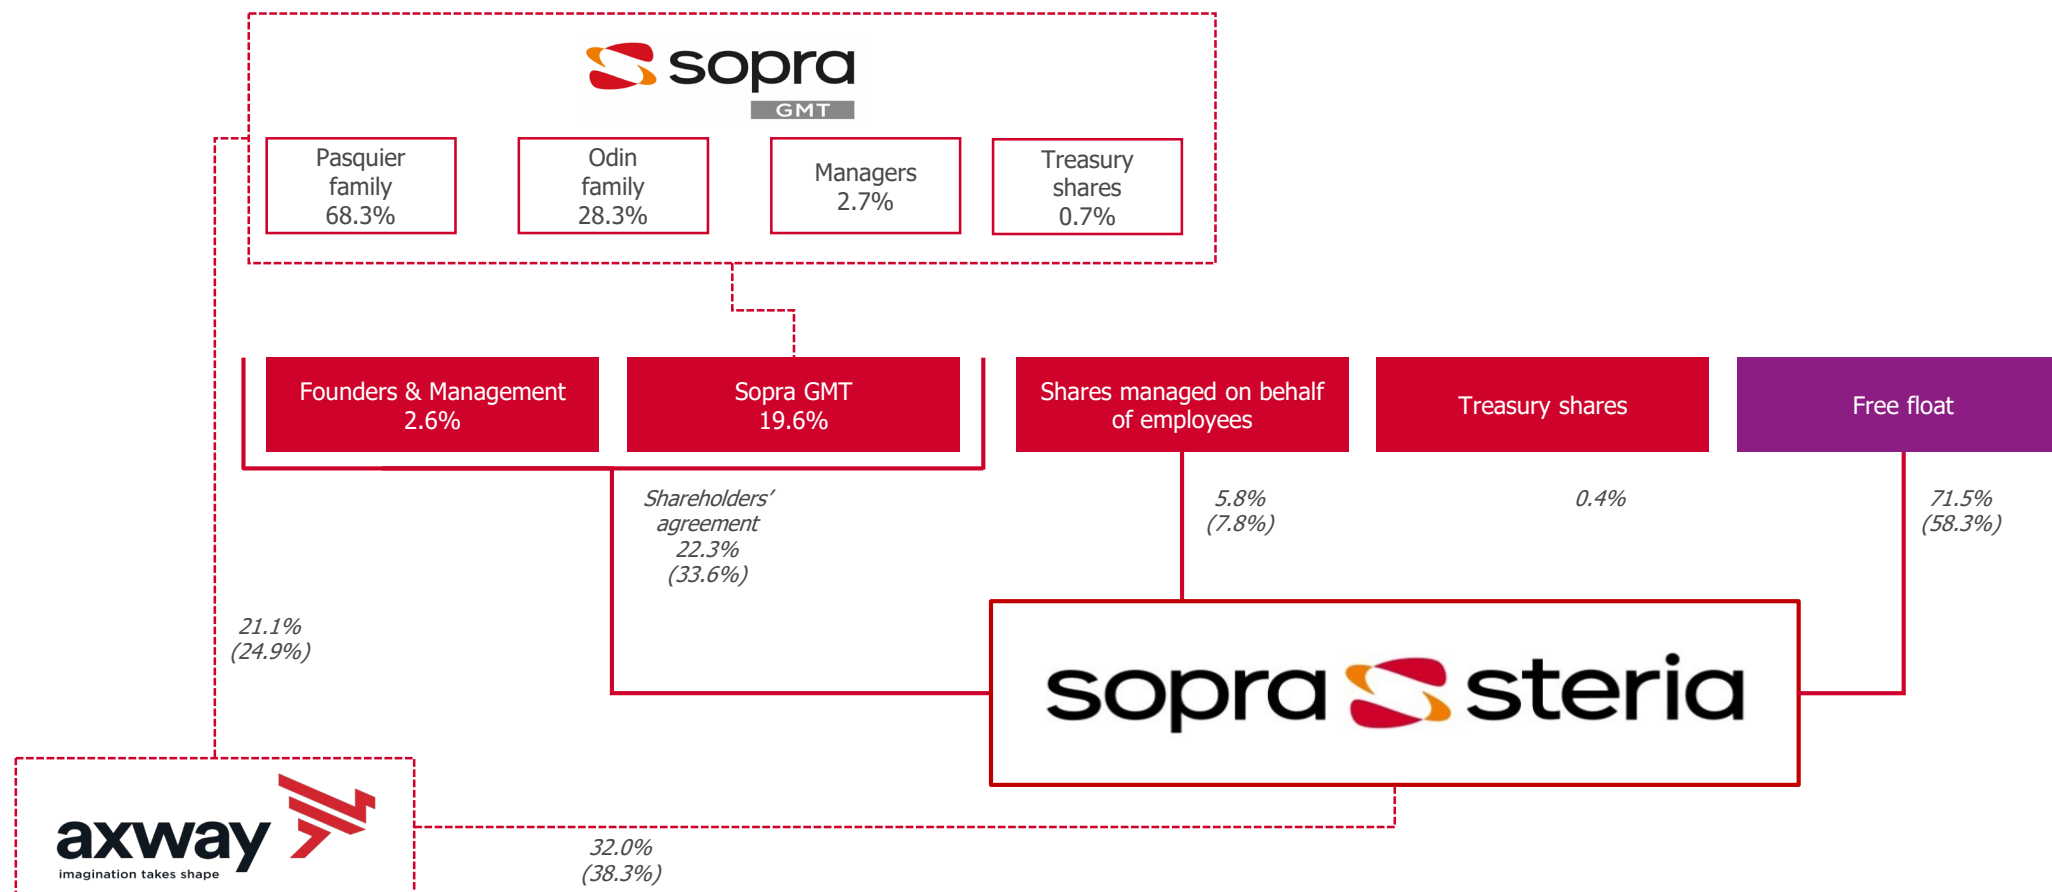 sopra
GMT
Pasquier
family
68.3%
Odin
family
28.3%
Managers
2.7%
Treasury
shares
0.7%
Founders & Management
2.6%
Sopra GMT
19.6%
Shares managed on behalf
of employees
Treasury shares
Free float
Shareholders’
agreement
22.3%
(33.6%)
5.8%
(7.8%)
0.4%
71.5%
(58.3%)
21.1%
(24.9%)
sopra steria
axway
imagination takes shape
32.0%
(38.3%)